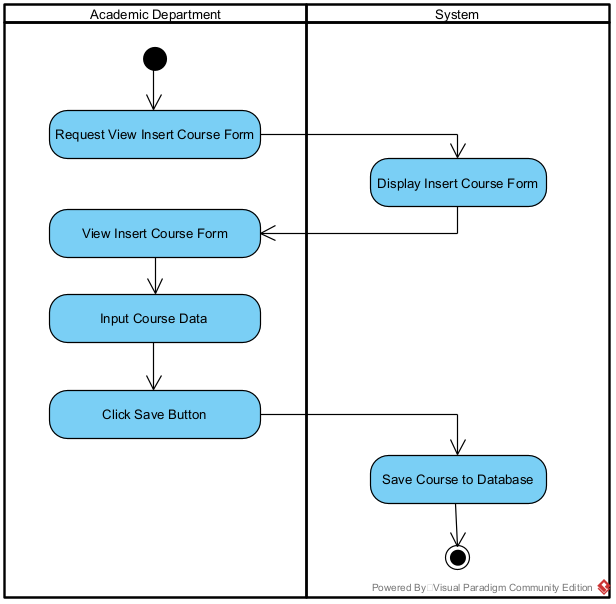 Academic Department
System
Request View Insert Course Form
Display Insert Course Form
View Insert Course Form
Input Course Data
Click Save Button
Save Course to Database
Powered By□Visual Paradigm Community Edition